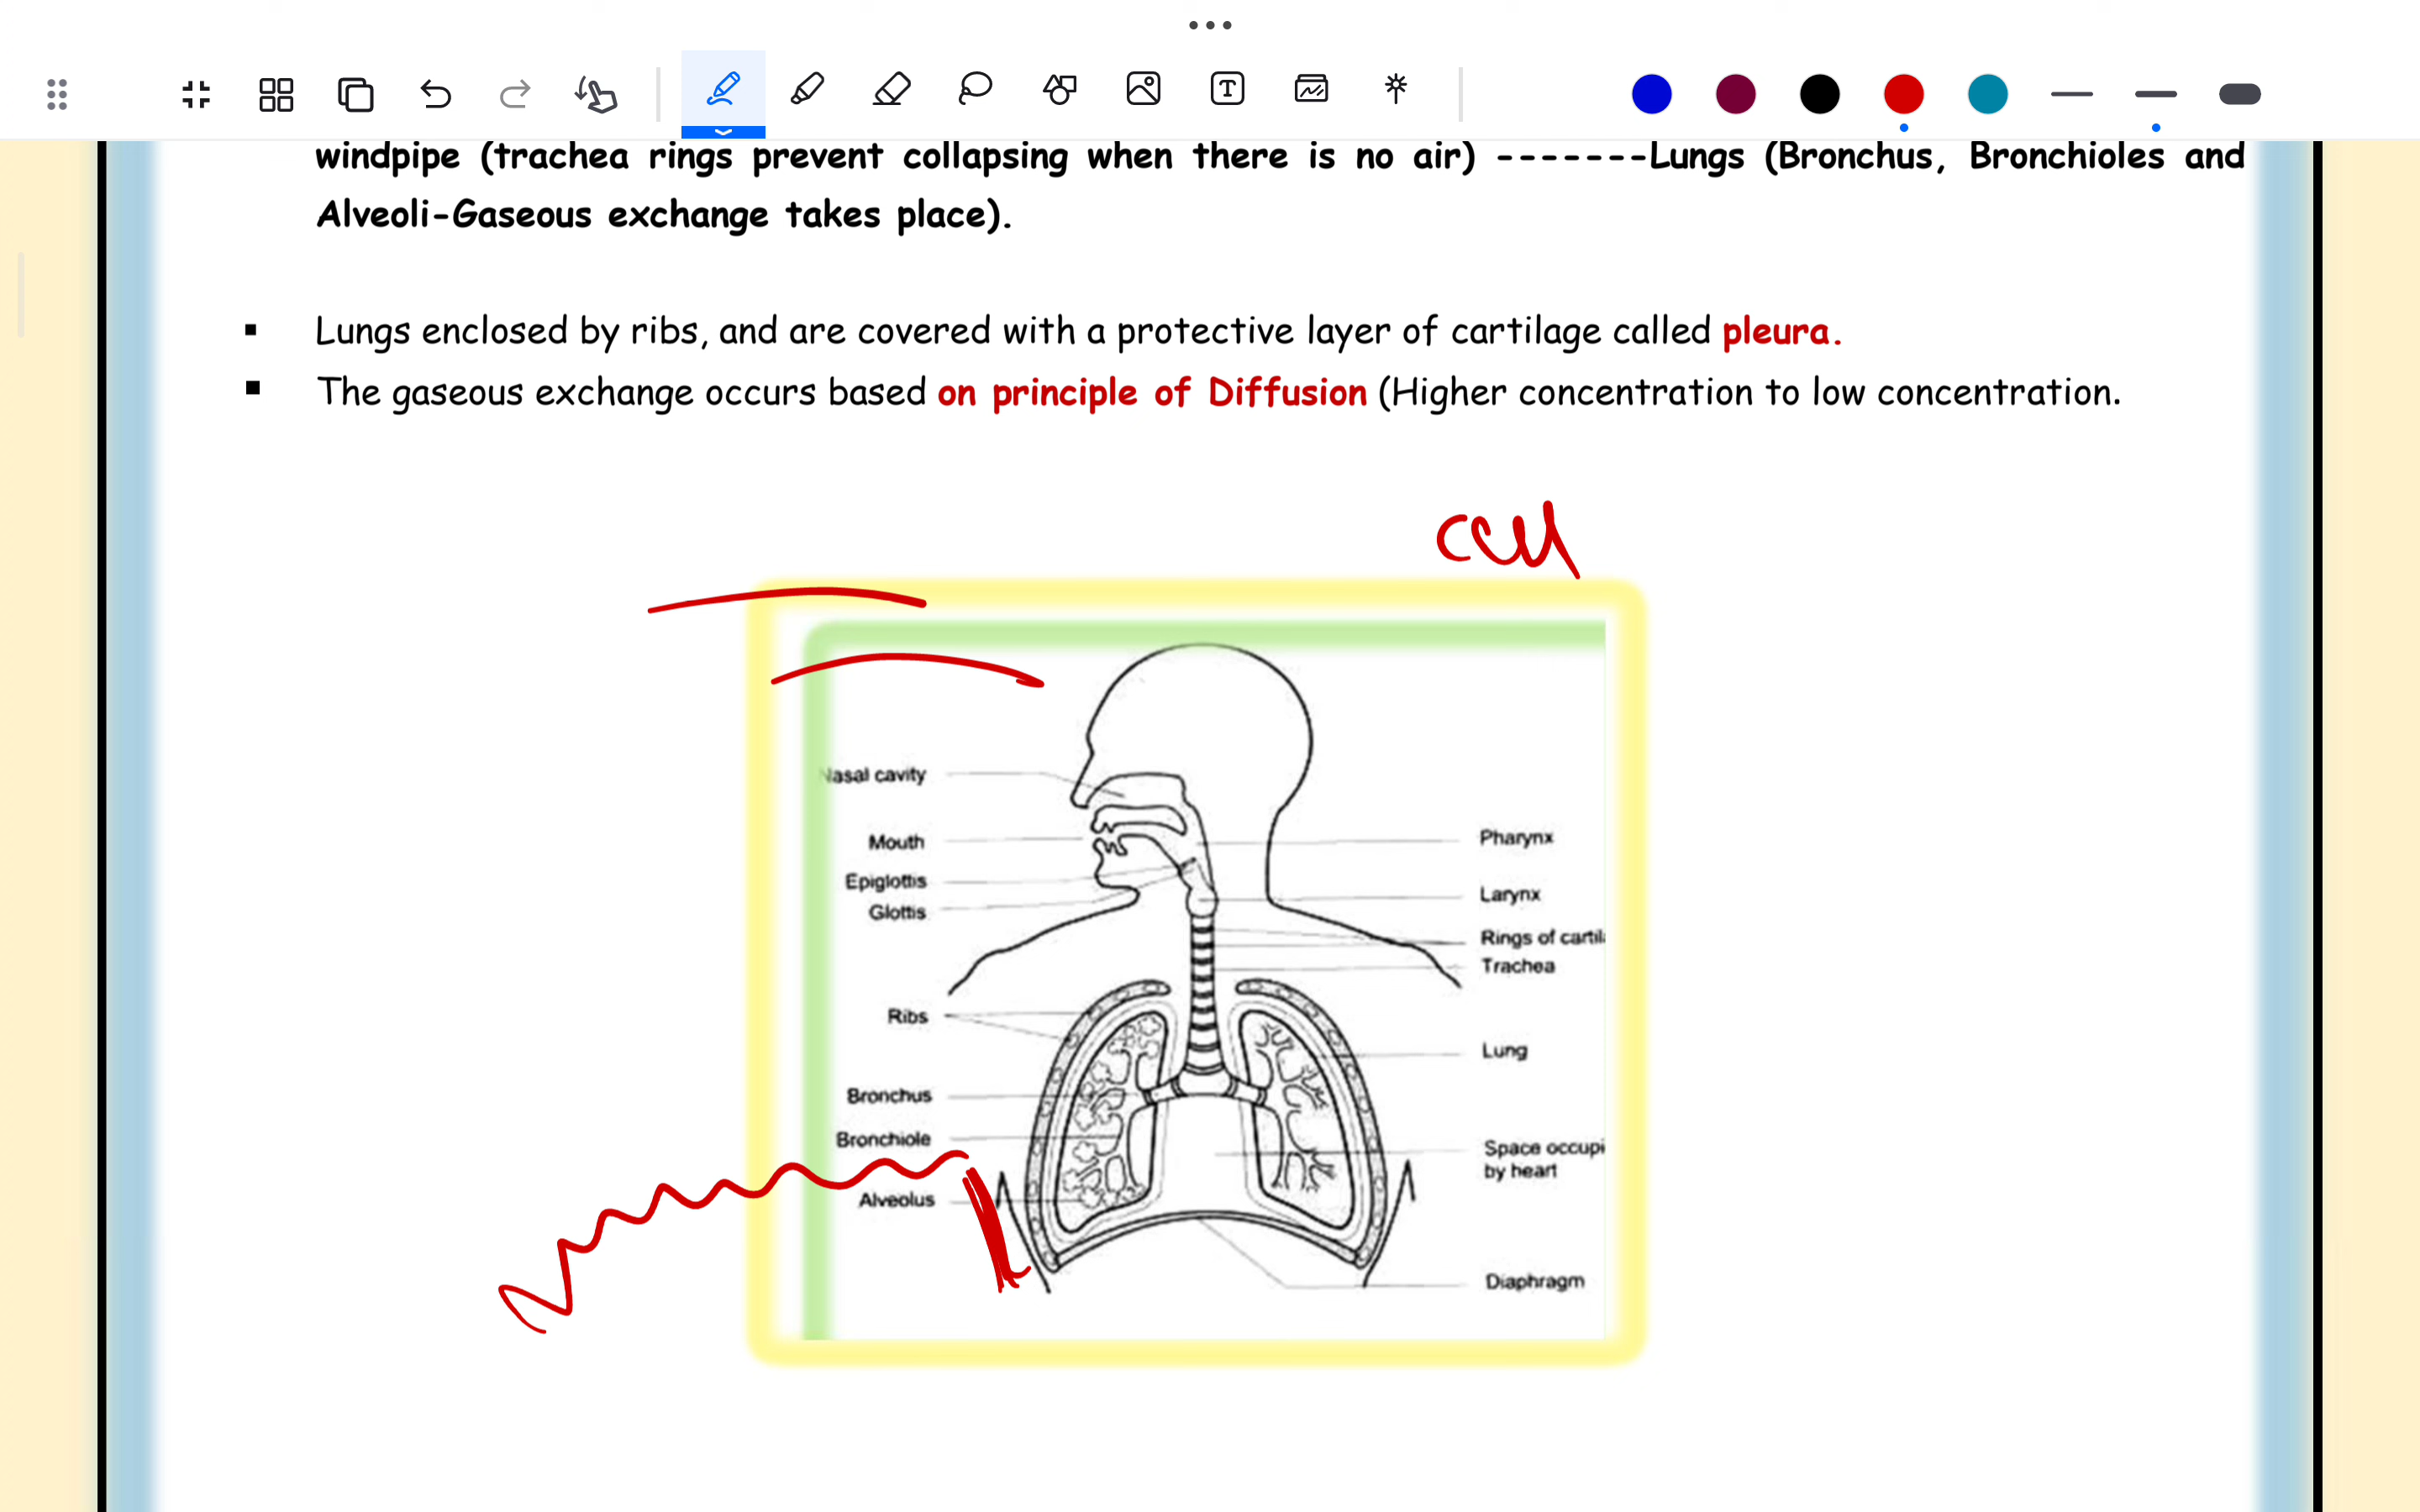 windpipe (trachea rings prevent collapsing when there is no air) -------Lungs (Bronchus, Bronchioles and
Alveoli-Gaseous exchange takes place).
▪ Lungs enclosed by ribs, and are covered with a protective layer of cartilage called pleura.
▪ The gaseous exchange occurs based on principle of Diffusion (Higher concentration to low concentration.
Nasal cavity
Mouth
Epiglottis
Glottis
Ribs
Bronchus
Bronchiole
Alveolus
Pharynx
Larynx
Rings of cartil
Trachea
Lung
Space occupi
by heart
Diaphragm